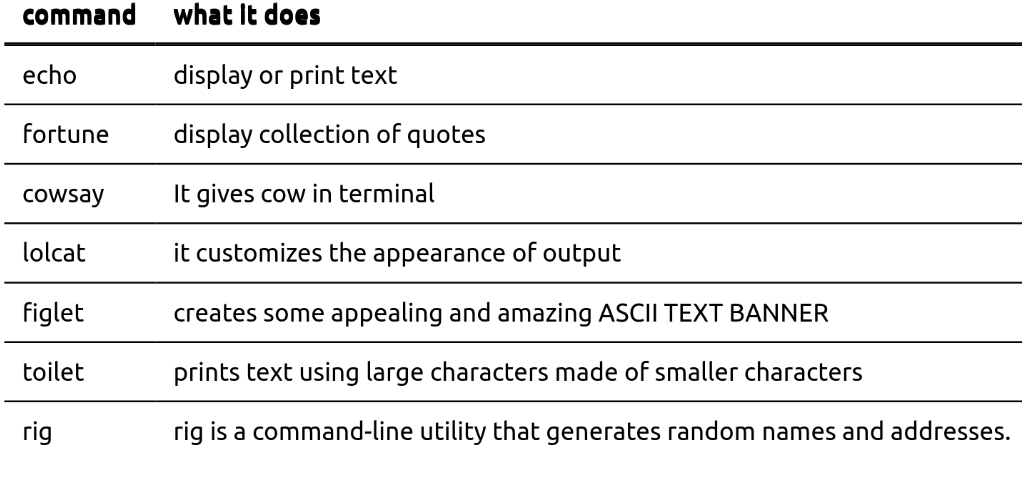 command what it does
echo display or print text
fortune display collection of quotes
cowsay It gives cow in terminal
lolcat it customizes the appearance of output
figlet creates some appealing and amazing ASCII TEXT BANNER
toilet prints text using large characters made of smaller characters
rig rig is a command-line utility that generates random names and addresses.